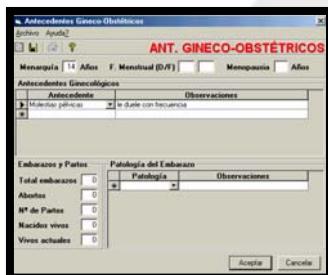 Antecedentes Gineco-Obstétricos
Archivo Ayuda?
ANT. GINECO-OBSTÉTRICOS
Menarquía 14 Años F. Menstrual (D/F) Menopausia Años
Antecedentes Ginecológicos
Antecedente Observaciones
Molestias pélvicas le duele con frecuencia
Embarazos y Partos
Total embarazos 0
Abortos 0
Nº de Partos 0
Nacidos vivos 0
Vivos actuales 0
Patología del Embarazo
Patología Observaciones
Aceptar Cancelar